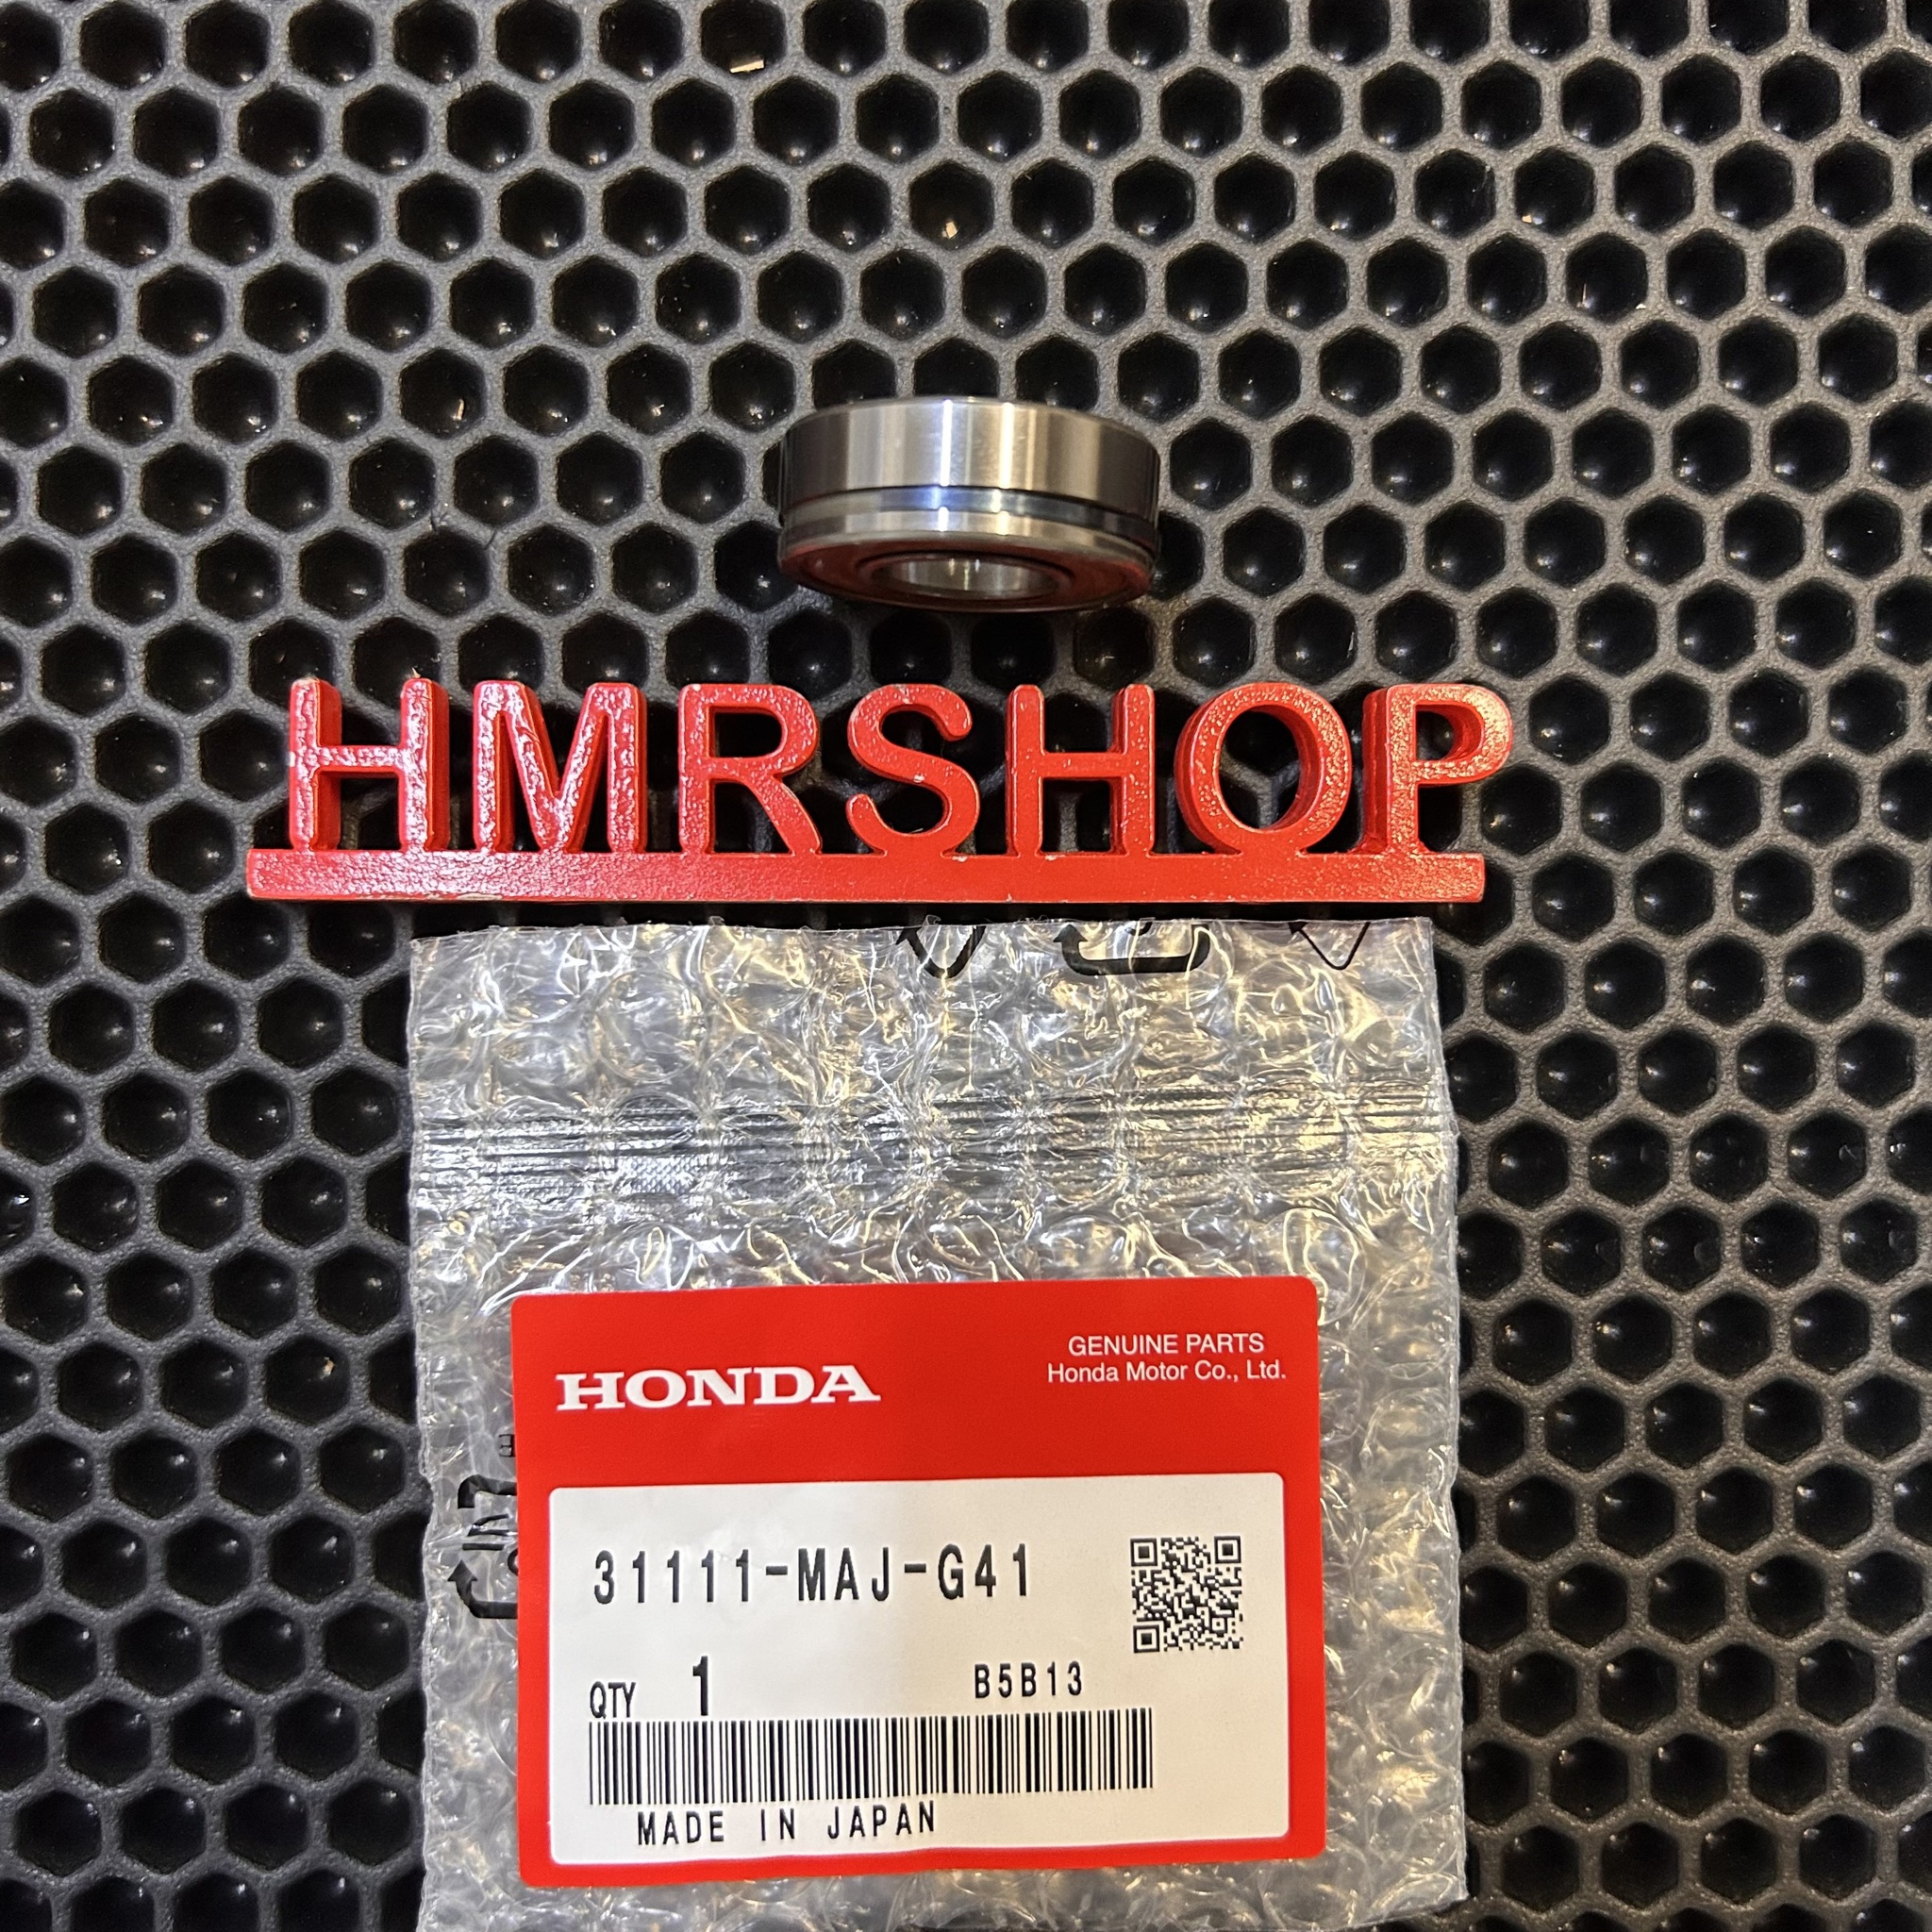 HMRSHOP
HONDA
GENUINE PARTS
Honda Motor Co., Ltd.
31111-MAJ-G41
QTY 1
B5B13
MADE IN JAPAN